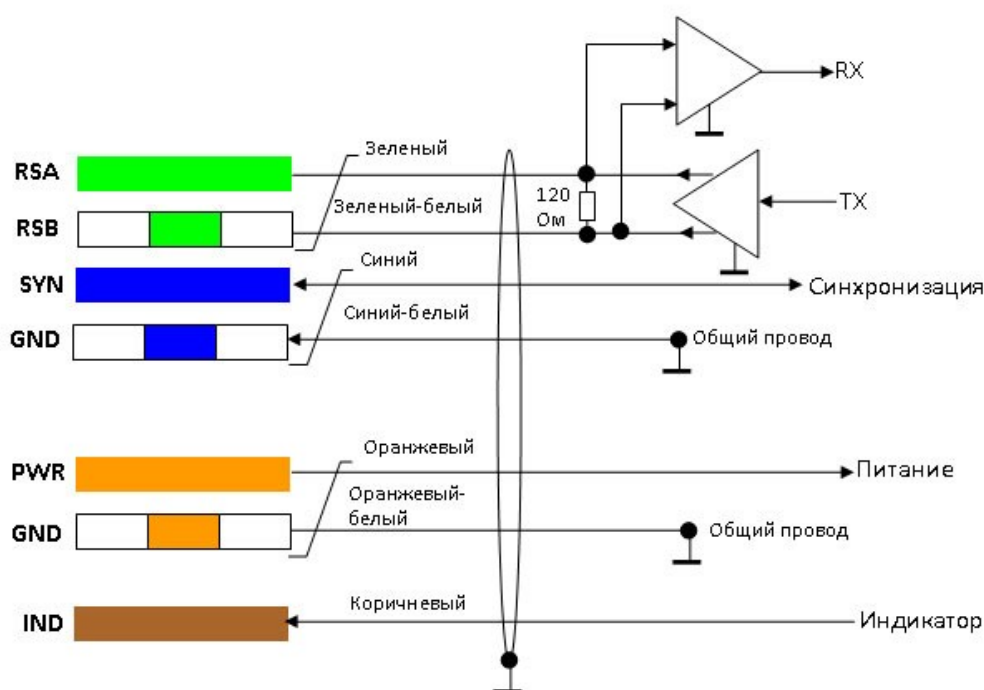 RX
Зеленый
RSA
120
Ом
Зеленый-белый
TX
RSB
Синий
SYN
Синхронизация
Синий-белый
GND
Общий провод
Оранжевый
PWR
Питание
Оранжевый-
белый
GND
Общий провод
Коричневый
IND
Индикатор